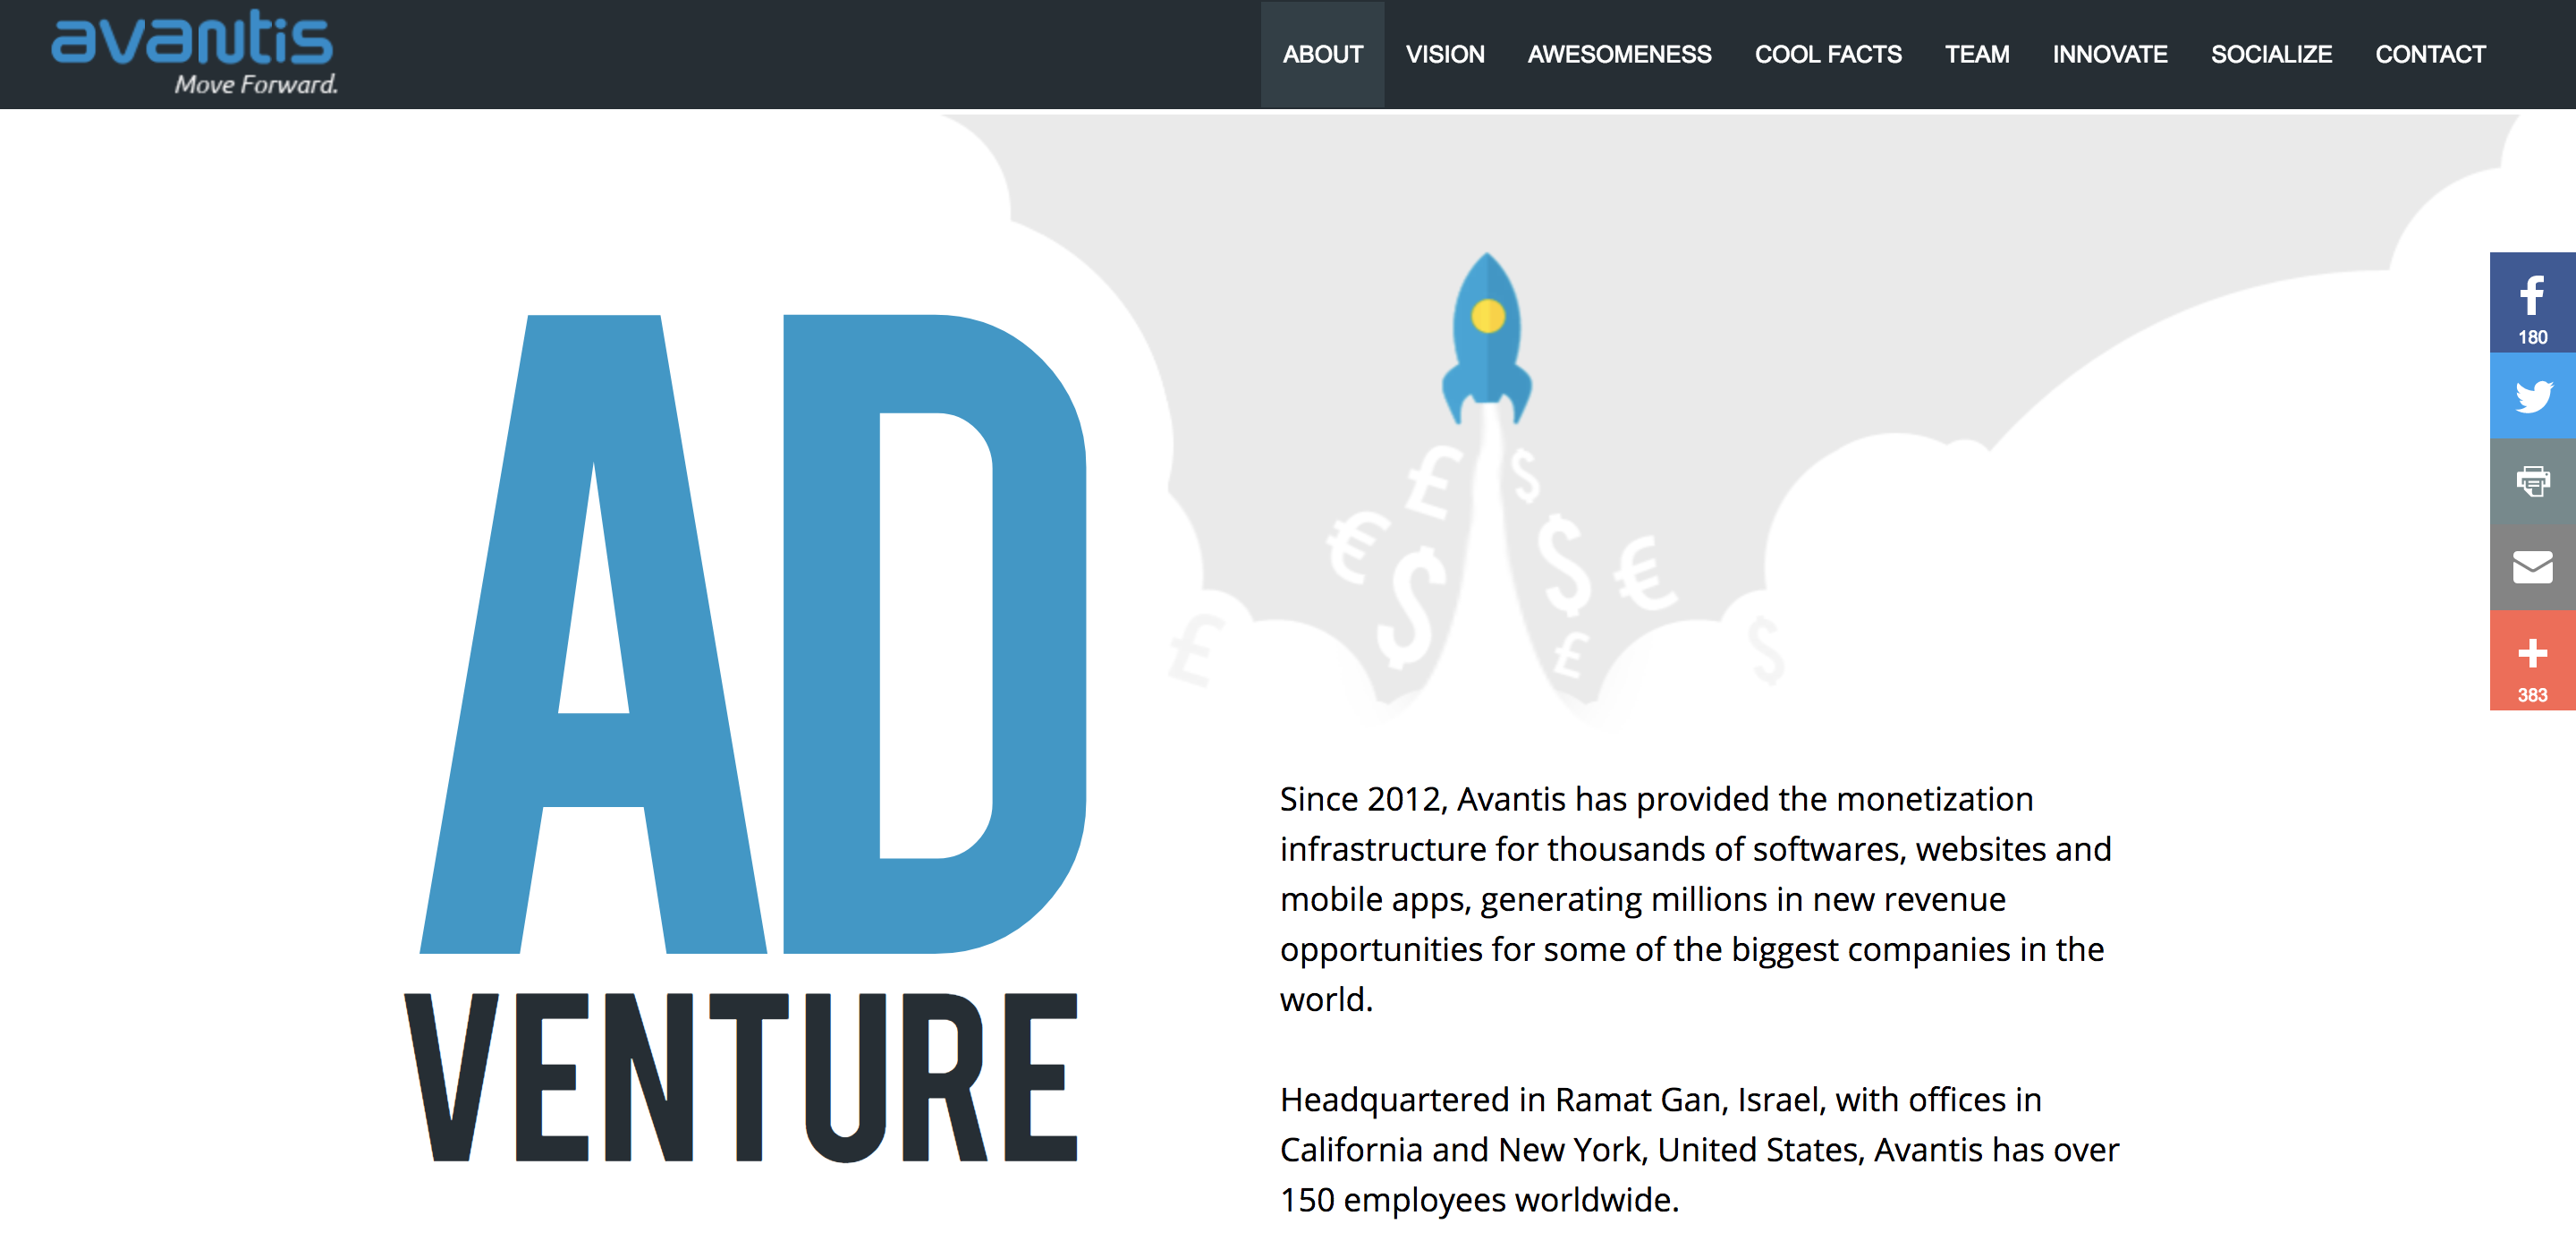 avantis
Move Forward.
ABOUT VISION AWESOMENESS COOL FACTS TEAM INNOVATE SOCIALIZE CONTACT
AD
VENTURE
£ $
€ $ $ €
£ £ $
180
383
Since 2012, Avantis has provided the monetization
infrastructure for thousands of softwares, websites and
mobile apps, generating millions in new revenue
opportunities for some of the biggest companies in the
world.
Headquartered in Ramat Gan, Israel, with offices in
California and New York, United States, Avantis has over
150 employees worldwide.